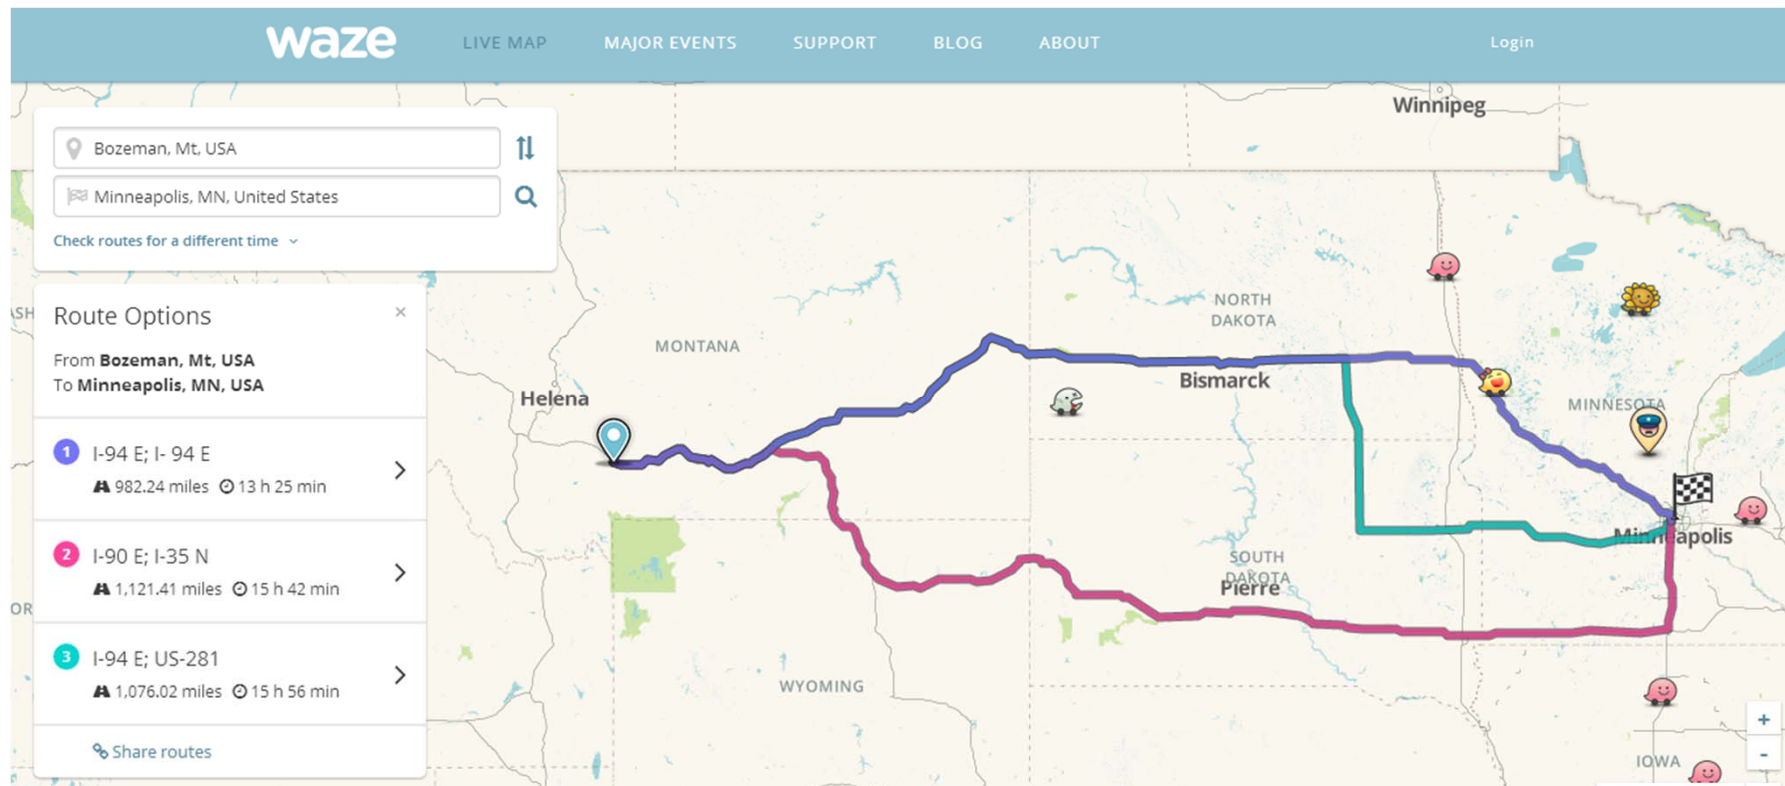 waze
LIVE MAP
MAJOR EVENTS
SUPPORT
BLOG
ABOUT
Login
Bozeman, Mt, USA
Minneapolis, MN, United States
Check routes for a different time
Route Options
×
From Bozeman, Mt, USA
To Minneapolis, MN, USA
1
I-94 E; I- 94 E
982.24 miles 13 h 25 min
2
I-90 E; I-35 N
1,121.41 miles 15 h 42 min
3
I-94 E; US-281
1,076.02 miles 15 h 56 min
Share routes
Winnipeg
NORTH
DAKOTA
MONTANA
Helena
Bismarck
MINNESOTA
Minneapolis
SOUTH
DAKOTA
Pierre
WYOMING
IOWA
+
-